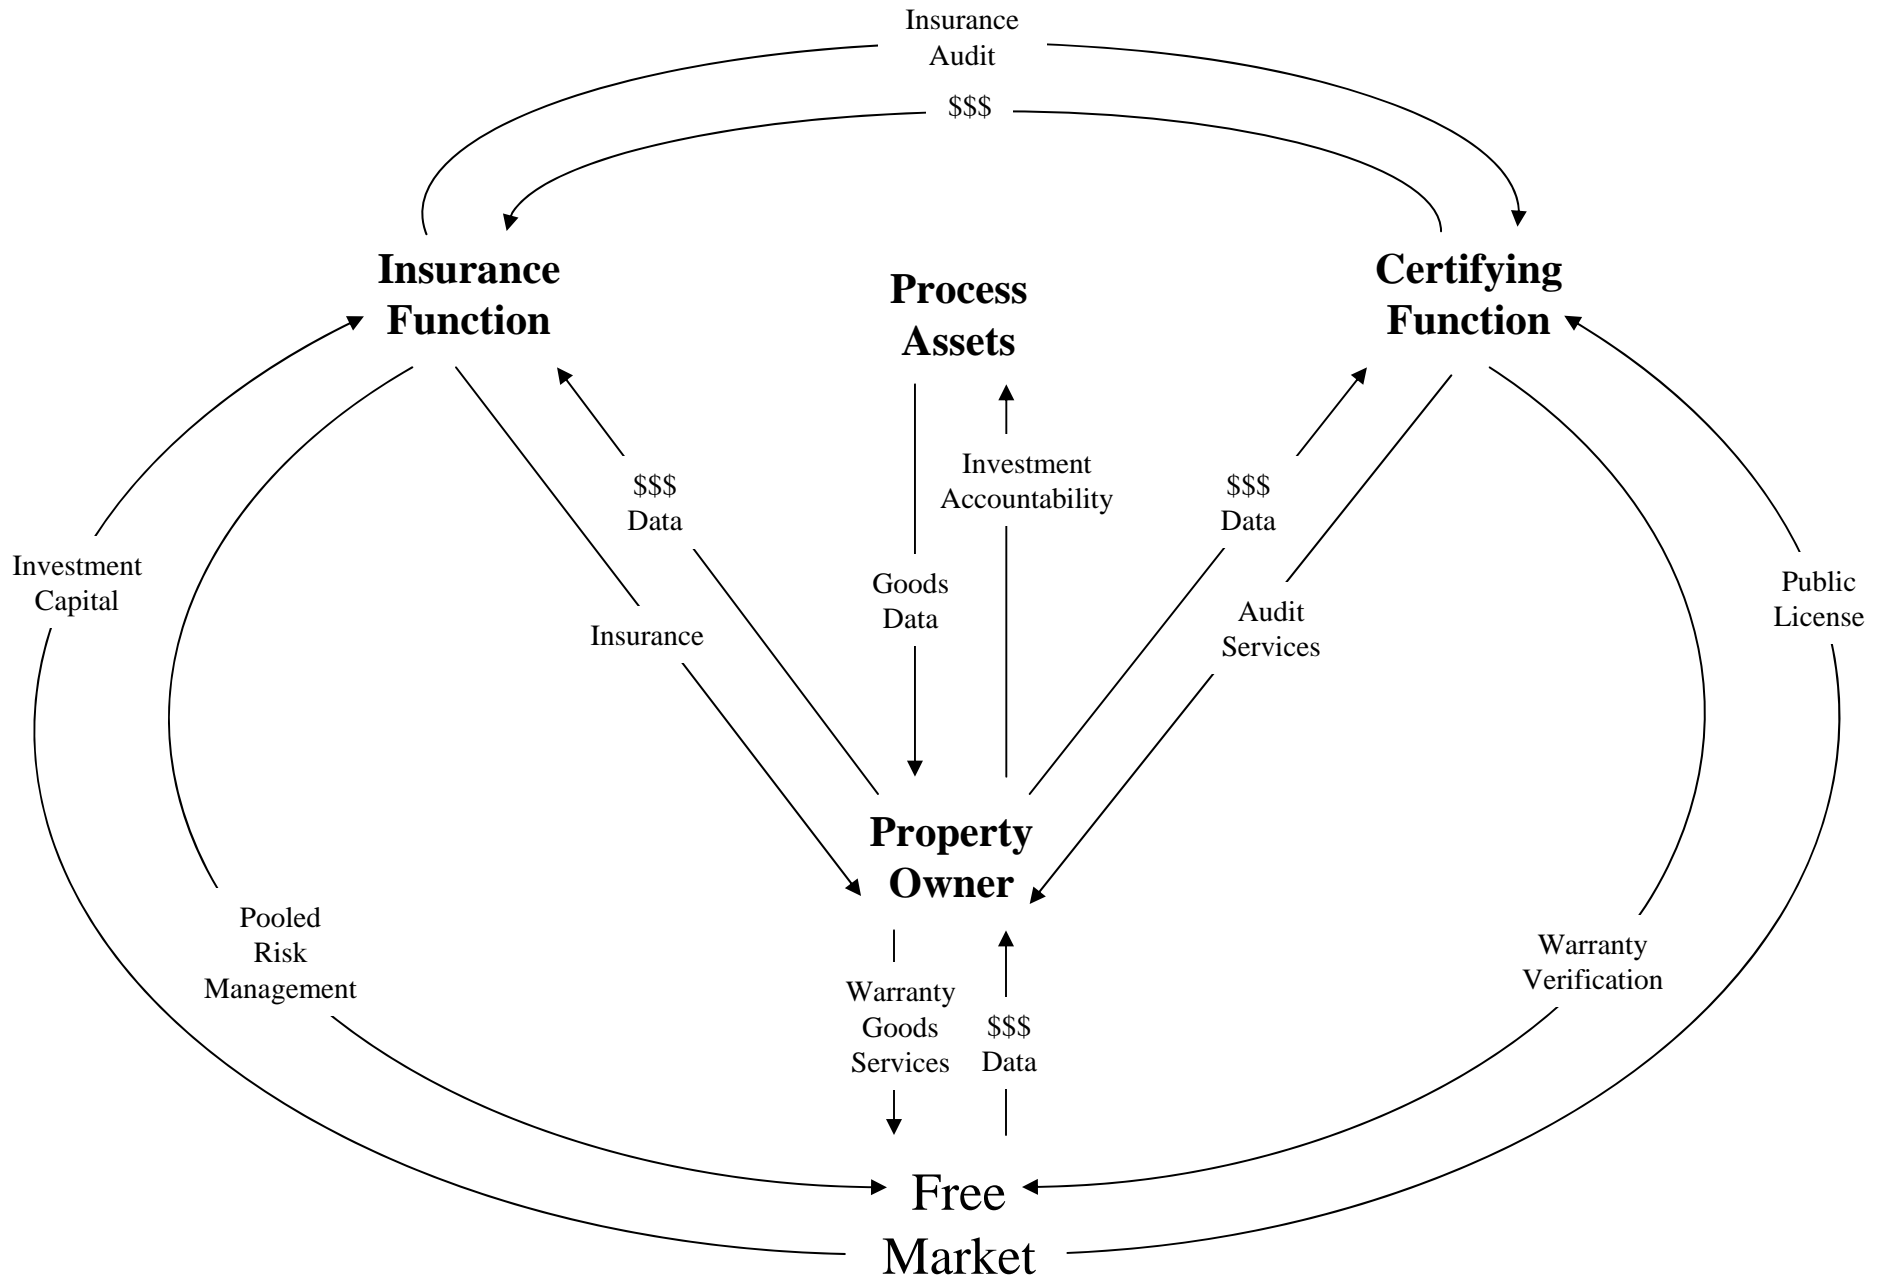 Insurance
Audit
$$$
Insurance
Function
Process
Assets
Certifying
Function
$$$
Data
Investment
Accountability
$$$
Data
Investment
Capital
Goods
Data
Public
License
Insurance
Audit
Services
Property
Owner
Pooled
Risk
Management
Warranty
Verification
Warranty
Goods
Services
$$$
Data
Free
Market